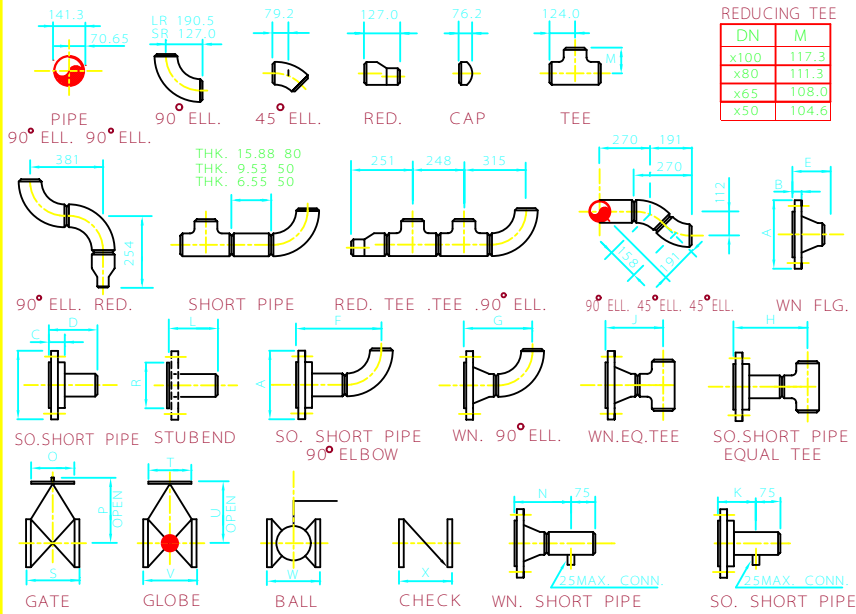 141.3
70.65
PIPE
90° ELL. 90° ELL.
LR 190.5
SR 127.0
90° ELL.
79.2
45° ELL.
127.0
RED.
76.2
CAP
124.0
M
TEE
REDUCING TEE
DN M
x100 117.3
x80 111.3
x65 108.0
x50 104.6
381
254
90° ELL. RED.
THK. 15.88 80
THK. 9.53 50
THK. 6.55 50
SHORT PIPE
251 248 315
RED. TEE .TEE .90° ELL.
270 191
270
112
158
191
90° ELL. 45° ELL. 45° ELL.
E
B
A
WN FLG.
D
C
SO.SHORT PIPE
L
R
STUBEND
F
A
SO. SHORT PIPE
90° ELBOW
G
WN. 90° ELL.
J
WN.EQ.TEE
H
SO.SHORT PIPE
EQUAL TEE
O
P
OPEN
S
GATE
T
U
OPEN
V
GLOBE
W
BALL
X
CHECK
N 75
25MAX. CONN.
WN. SHORT PIPE
K 75
25MAX. CONN.
SO. SHORT PIPE